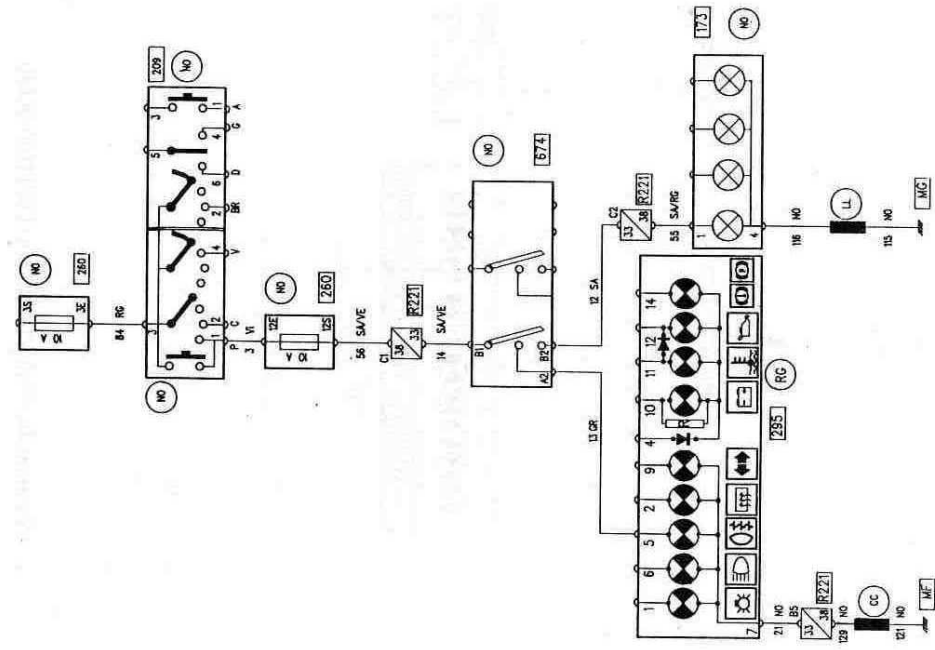 260
NO
3S
10 A
3E
84 RG
209
NO
3
5
1
4
6
2
A
G
D
BR
3
4
2
1
V
C
P
NO
3 VI
12E
10 A
12S
NO
260
56 SA/VE
C1
38
33
R221
14 SA/VE
B1
A2
B2
NO
674
12 SA
13 GR
C2
33
38
R221
55 SA/RG
173
NO
1
4
116 NO
LL
115 NO
MG
1
6
5
2
9
4
10
11
12
14
R
7
RG
295
21 NO
B5
33
38
R221
129 NO
CC
121 NO
MF